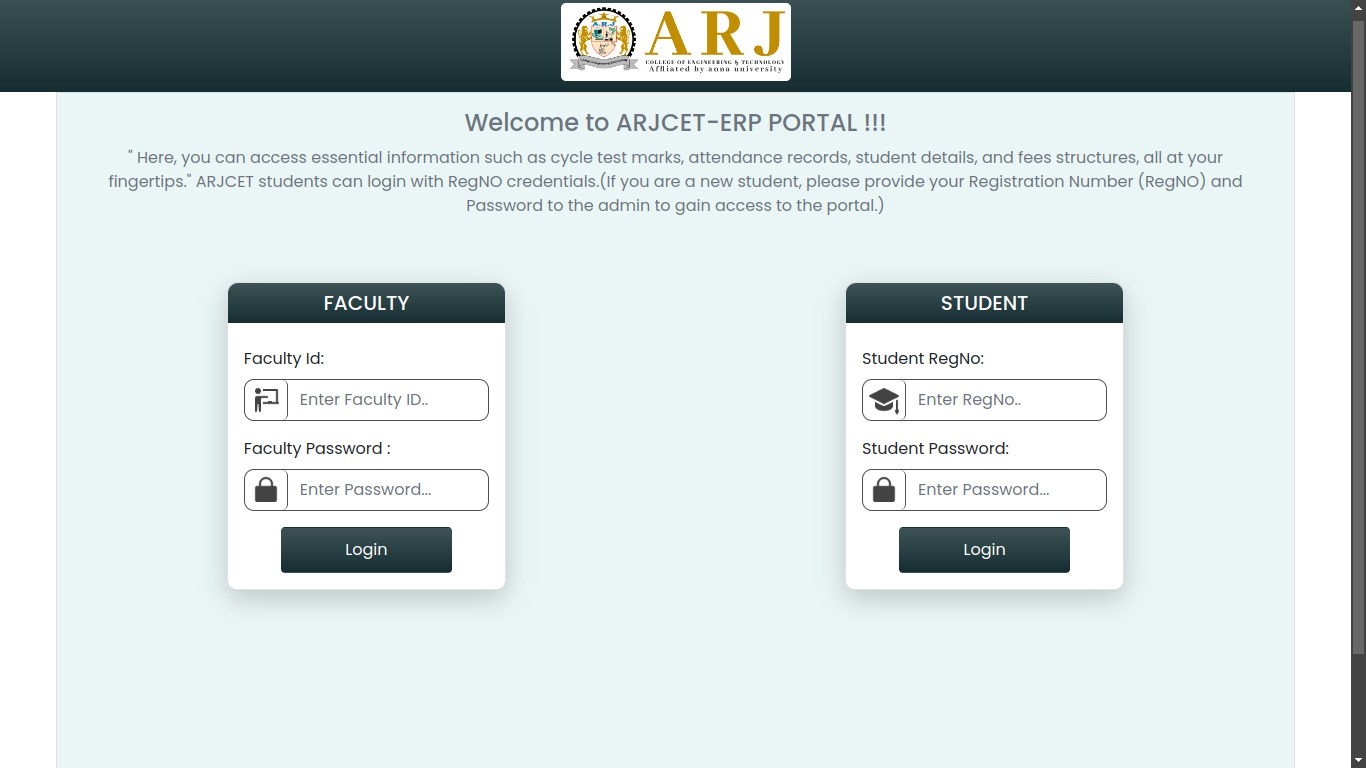 A.R.J
ARJ
COLLEGE OF ENGINEERING & TECHNOLOGY
Affliated by anna university
Welcome to ARJCET-ERP PORTAL !!!
" Here, you can access essential information such as cycle test marks, attendance records, student details, and fees structures, all at your
fingertips." ARJCET students can login with RegNO credentials.(If you are a new student, please provide your Registration Number (RegNO) and
Password to the admin to gain access to the portal.)
FACULTY
Faculty Id:
Enter Faculty ID..
Faculty Password :
Enter Password...
Login
STUDENT
Student RegNo:
Enter RegNo..
Student Password:
Enter Password...
Login